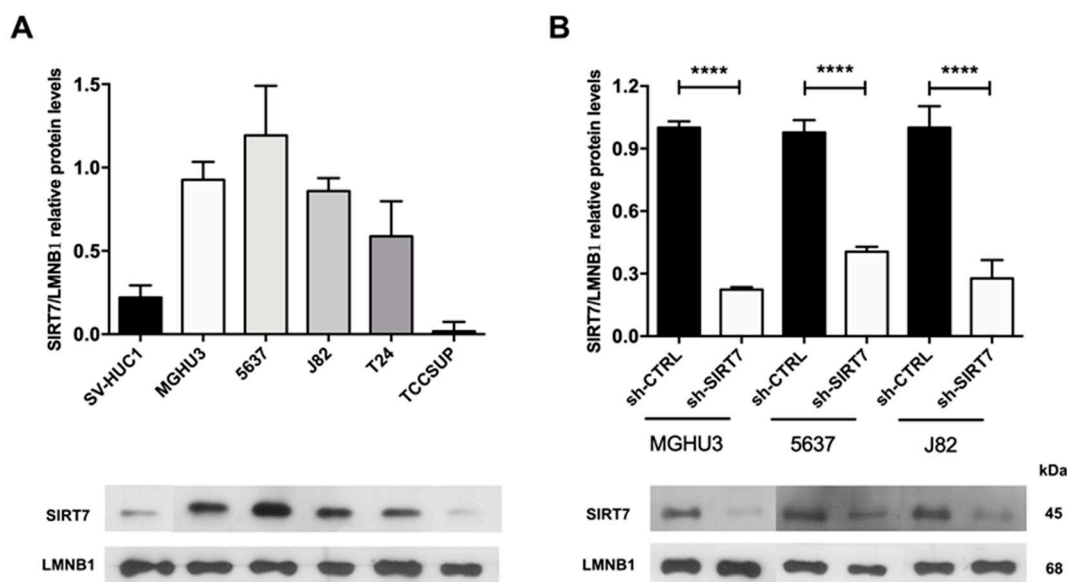 A
SIRT7/LMNB1 relative protein levels
1.5
1.0
0.5
0.0
SV-HUC1
MGHU3
5637
J82
T24
TCCSUP
SIRT7
LMNB1
B
SIRT7/LMNB1 relative protein levels
1.2
0.9
0.6
0.3
0.0
****
****
****
sh-CTRL
sh-SIRT7
sh-CTRL
sh-SIRT7
sh-CTRL
sh-SIRT7
MGHU3
5637
J82
kDa
SIRT7
45
LMNB1
68